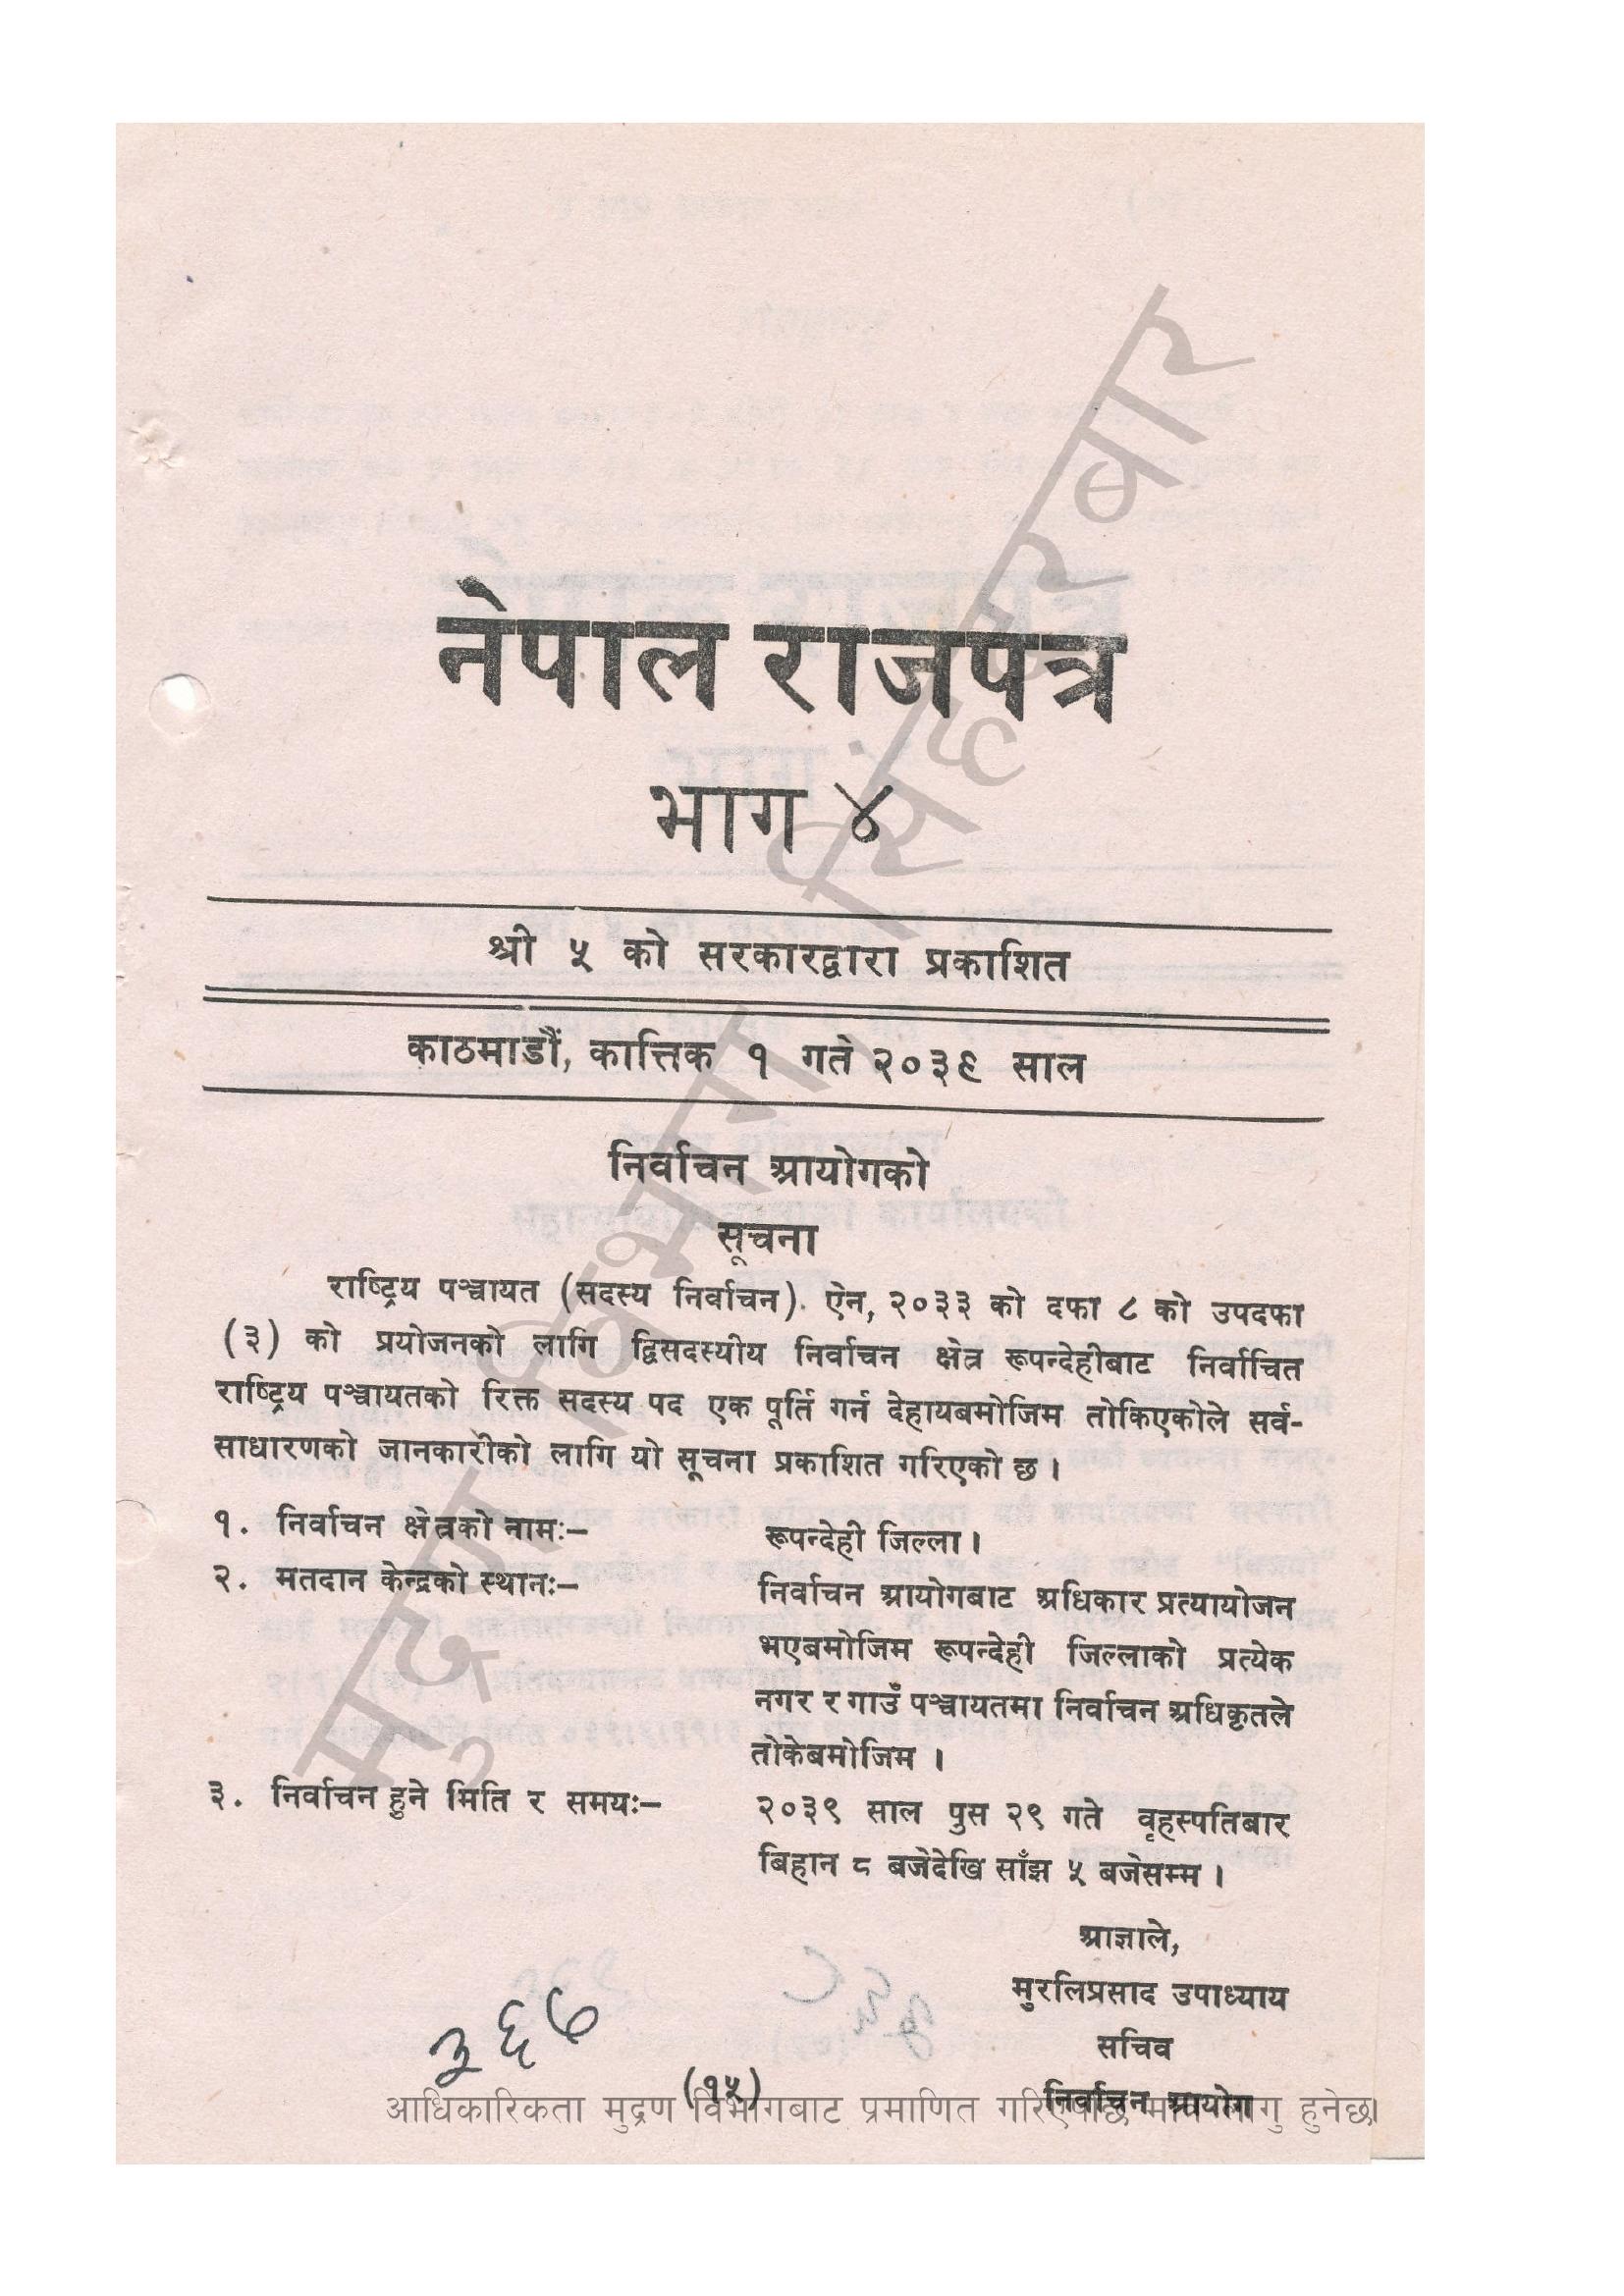 नेपाल राजपत्र
भाग ४
श्री ५ को सरकारद्वारा प्रकाशित
काठमाडौं, कात्तिक १ गते २०३९ साल
निर्वाचन आयोगको
सूचना
राष्ट्रिय पञ्चायत (सदस्य निर्वाचन) ऐन, २०३३ को दफा ८ को उपदफा
(३) को प्रयोजनको लागि द्विसदस्यीय निर्वाचन क्षेत्र रूपन्देहीबाट निर्वाचित
राष्ट्रिय पञ्चायतको रिक्त सदस्य पद एक पूर्ति गर्न देहायबमोजिम तोकिएकोले सर्व-
साधारणको जानकारीको लागि यो सूचना प्रकाशित गरिएको छ ।
१. निर्वाचन क्षेत्रको नामः– रूपन्देही जिल्ला ।
२. मतदान केन्द्रको स्थानः– निर्वाचन आयोगबाट अधिकार प्रत्यायोजन
भएबमोजिम रूपन्देही जिल्लाको प्रत्येक
नगर र गाउँ पञ्चायतमा निर्वाचन अधिकृतले
तोकेबमोजिम ।
३. निर्वाचन हुने मिति र समयः– २०३९ साल पुस २९ गते वृहस्पतिबार
बिहान ८ बजेदेखि साँझ ५ बजेसम्म ।
आज्ञाले,
मुरलिप्रसाद उपाध्याय
सचिव
निर्वाचन आयोग
३६७
(१५)
आधिकारिकता मुद्रण विभागबाट प्रमाणित गरिएपछि मात्र लागु हुनेछ।
मुद्रण विभाग, सिंहदरबार